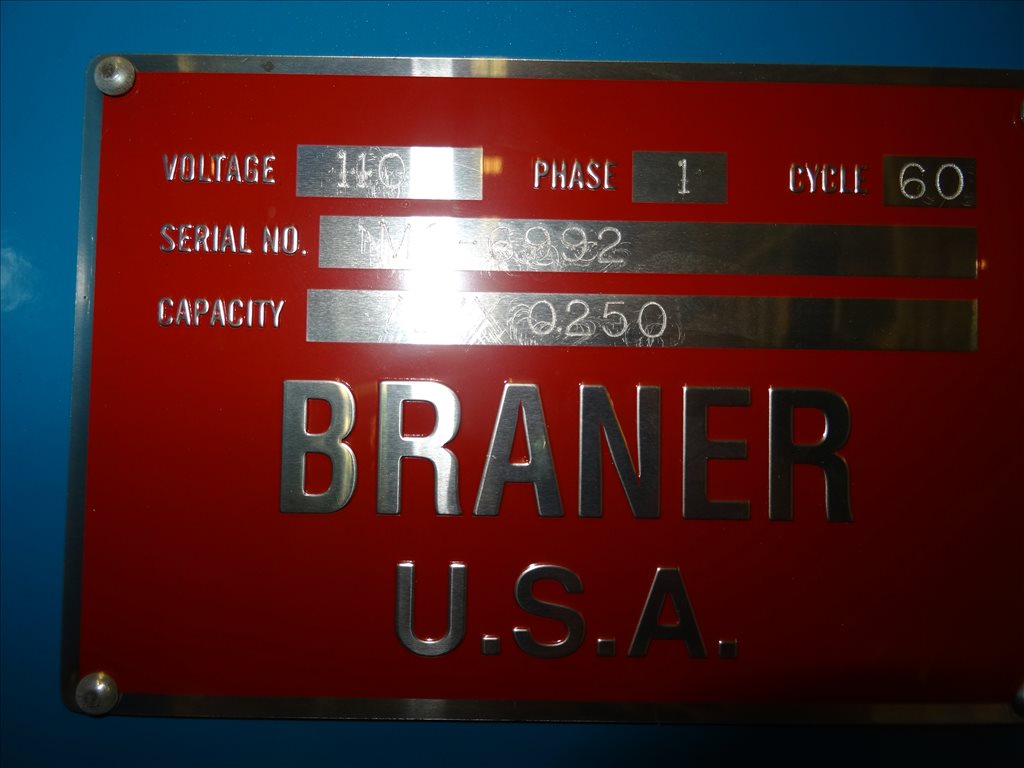 VOLTAGE 110 PHASE 1 CYCLE 60
SERIAL NO.
CAPACITY 0250
BRANER
U.S.A.